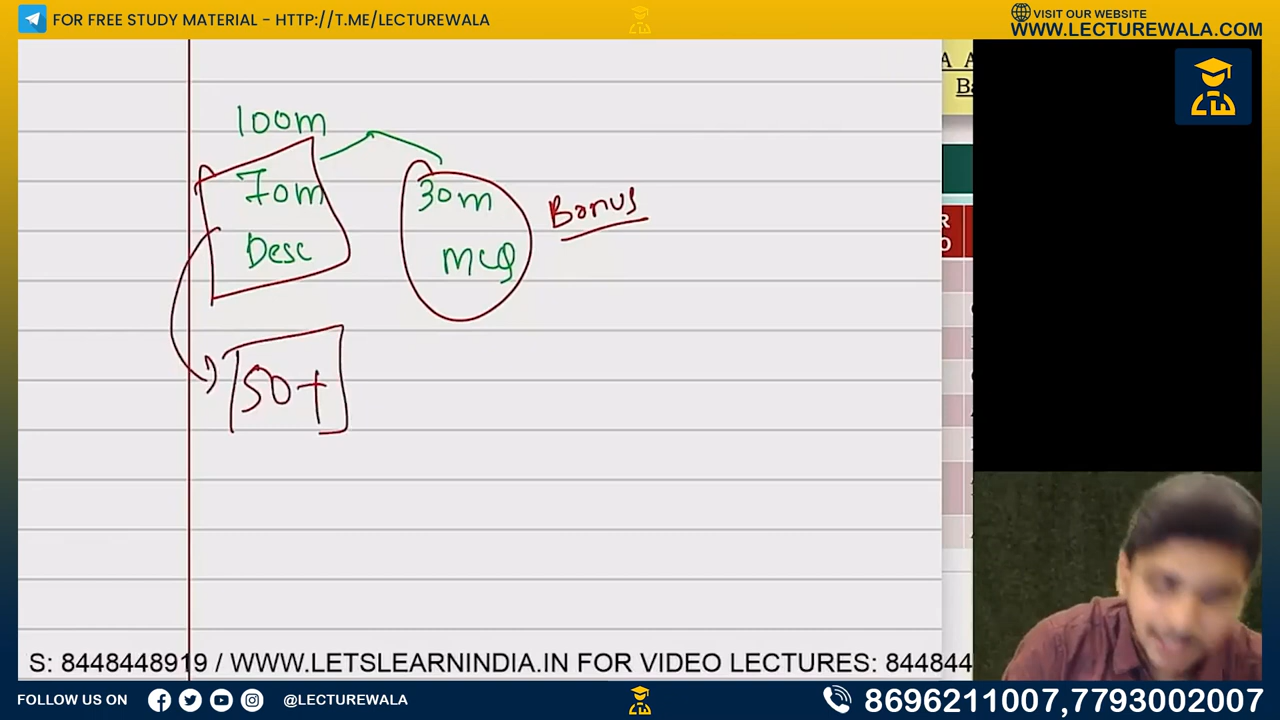 FOR FREE STUDY MATERIAL - HTTP://T.ME/LECTUREWALA
VISIT OUR WEBSITE
WWW.LECTUREWALA.COM
100m
70m
Desc
30m
MCQ
Bonus
50+
S: 8448448919 / WWW.LETSLEARNINDIA.IN FOR VIDEO LECTURES: 844844
FOLLOW US ON
@LECTUREWALA
8696211007,7793002007